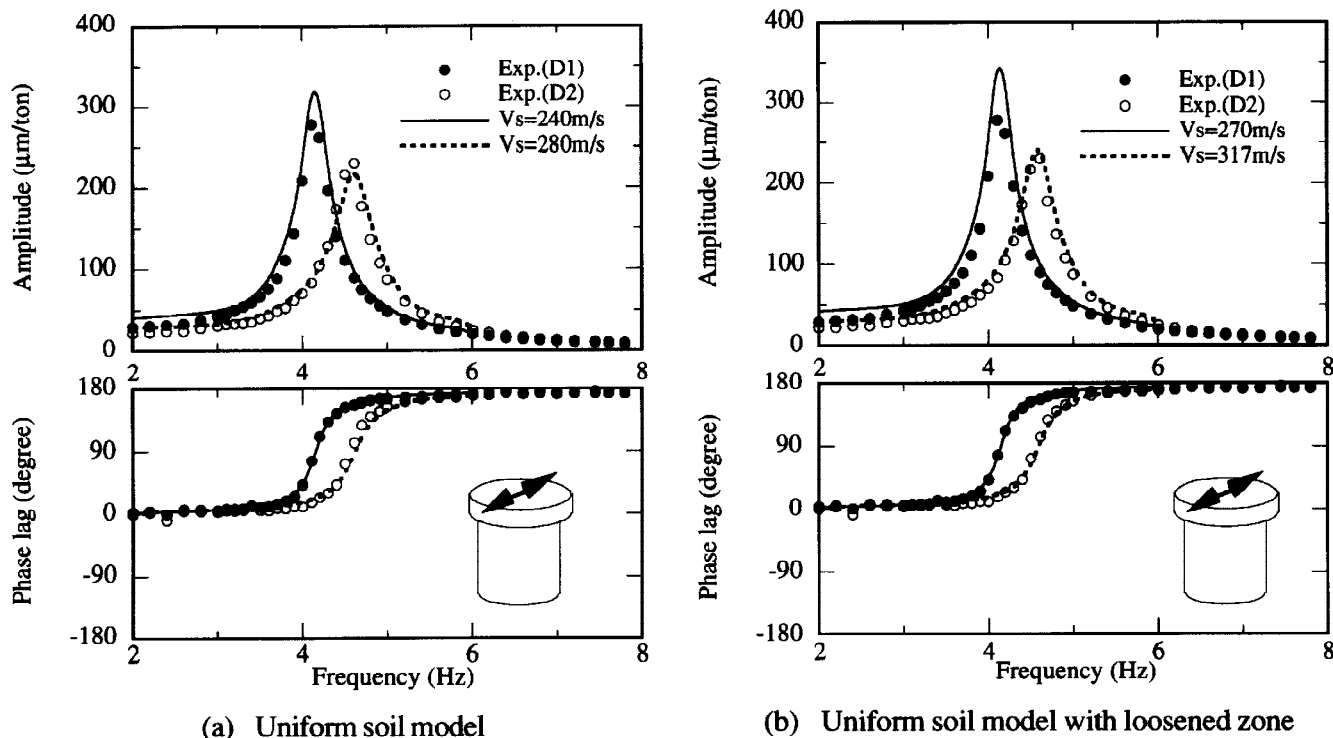 400
300
200
100
0
Amplitude (μm/ton)
Exp.(D1)
Exp.(D2)
Vs=240m/s
Vs=280m/s
2
4
6
8
180
90
0
-90
-180
Phase lag (degree)
2
4
6
8
Frequency (Hz)
(a) Uniform soil model
400
300
200
100
0
Amplitude (μm/ton)
Exp.(D1)
Exp.(D2)
Vs=270m/s
Vs=317m/s
2
4
6
8
180
90
0
-90
-180
Phase lag (degree)
2
4
6
8
Frequency (Hz)
(b) Uniform soil model with loosened zone